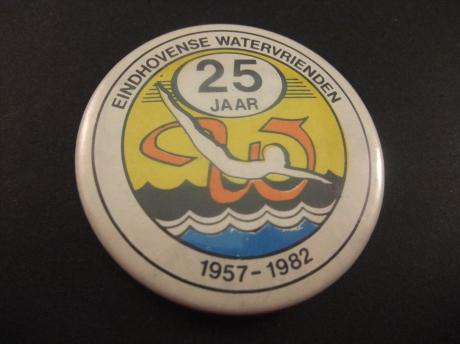 EINDHOVENSE WATERVRIENDEN
25
JAAR
1957-1982